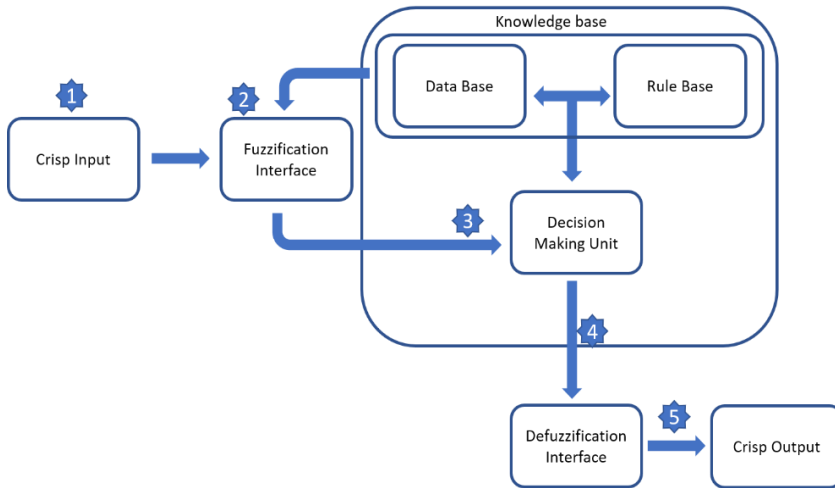 Knowledge base
Data Base
Rule Base
1
2
Crisp Input
Fuzzification
Interface
3
Decision
Making Unit
4
5
Defuzzification
Interface
Crisp Output